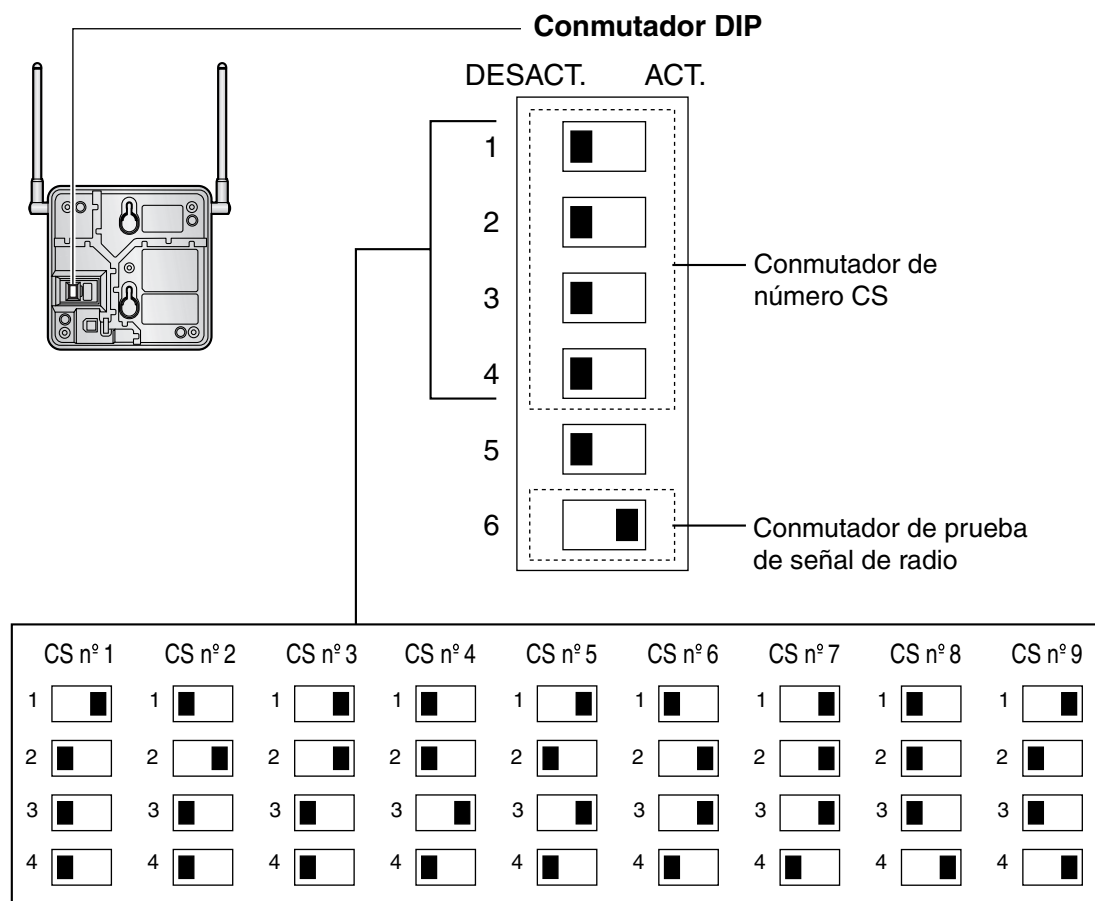 Conmutador DIP
DESACT. ACT.
1
2
3
4
5
6
Conmutador de
número CS
Conmutador de prueba
de señal de radio
CS nº 1 CS nº 2 CS nº 3 CS nº 4 CS nº 5 CS nº 6 CS nº 7 CS nº 8 CS nº 9
1 1 1 1 1 1 1 1 1
2 2 2 2 2 2 2 2 2
3 3 3 3 3 3 3 3 3
4 4 4 4 4 4 4 4 4